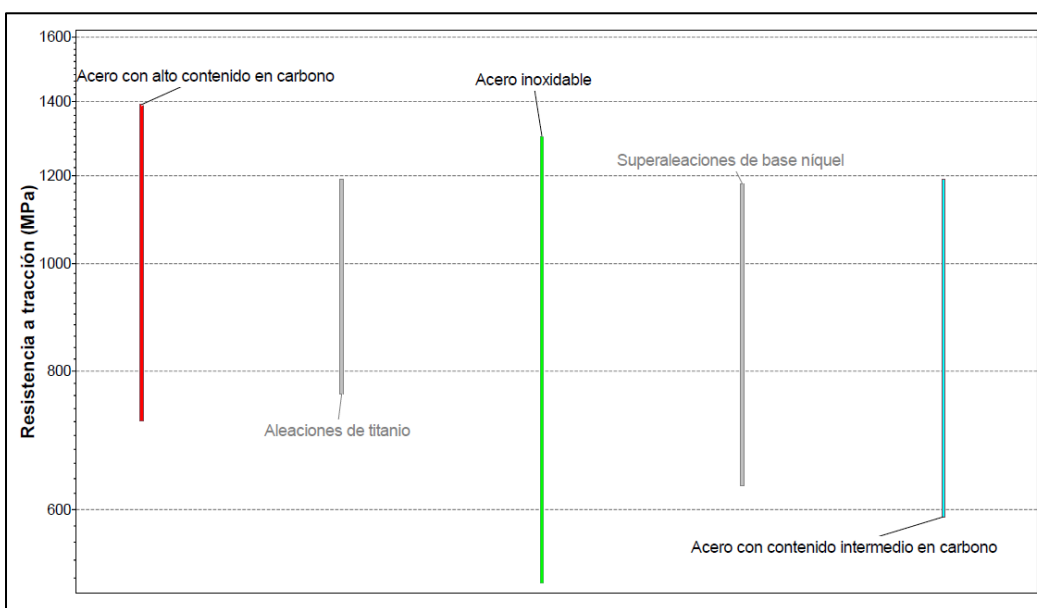 1600
Acero con alto contenido en carbono
Acero inoxidable
1400
Superaleaciones de base níquel
1200
1000
800
Aleaciones de titanio
600
Acero con contenido intermedio en carbono
Resistencia a tracción (MPa)